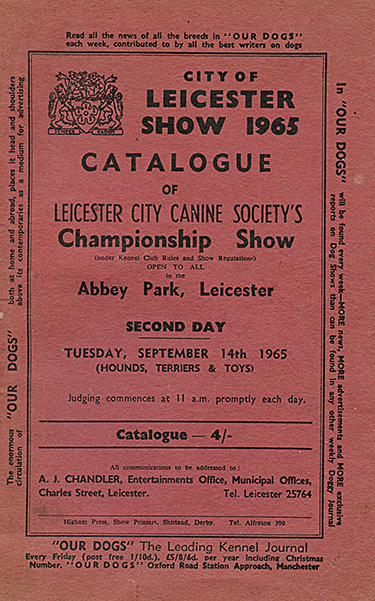 Read all the news of all the breeds in "OUR DOGS"
each week, contributed to by all the best writers on dogs
CITY OF
LEICESTER
SHOW 1965
SEMPER EADEM
CATALOGUE
OF
LEICESTER CITY CANINE SOCIETY'S
Championship Show
(under Kennel Club Rules and Show Regulations)
OPEN TO ALL
in the
Abbey Park, Leicester
SECOND DAY
TUESDAY, SEPTEMBER 14th 1965
(HOUNDS, TERRIERS & TOYS)
Judging commences at 11 a.m. promptly each day.
Catalogue — 4/-
All communications to be addressed to:
A. J. CHANDLER, Entertainments Office, Municipal Offices,
Charles Street, Leicester. Tel. Leicester 25764
Higham Press, Show Printers, Shirland, Derby. Tel. Alfreton 390
The enormous circulation of "OUR DOGS" both at home and abroad, places it head and shoulders
above its contemporaries as a medium for advertising
In "OUR DOGS" will be found every week—MORE news, MORE advertisements and MORE exclusive
reports on Dog Shows than can be found in any other weekly Doggy Journal
"OUR DOGS" The Leading Kennel Journal
Every Friday (post free 1/10d.), £5/8/6d. per year including Christmas
Number. "OUR DOGS" Oxford Road Station Approach, Manchester